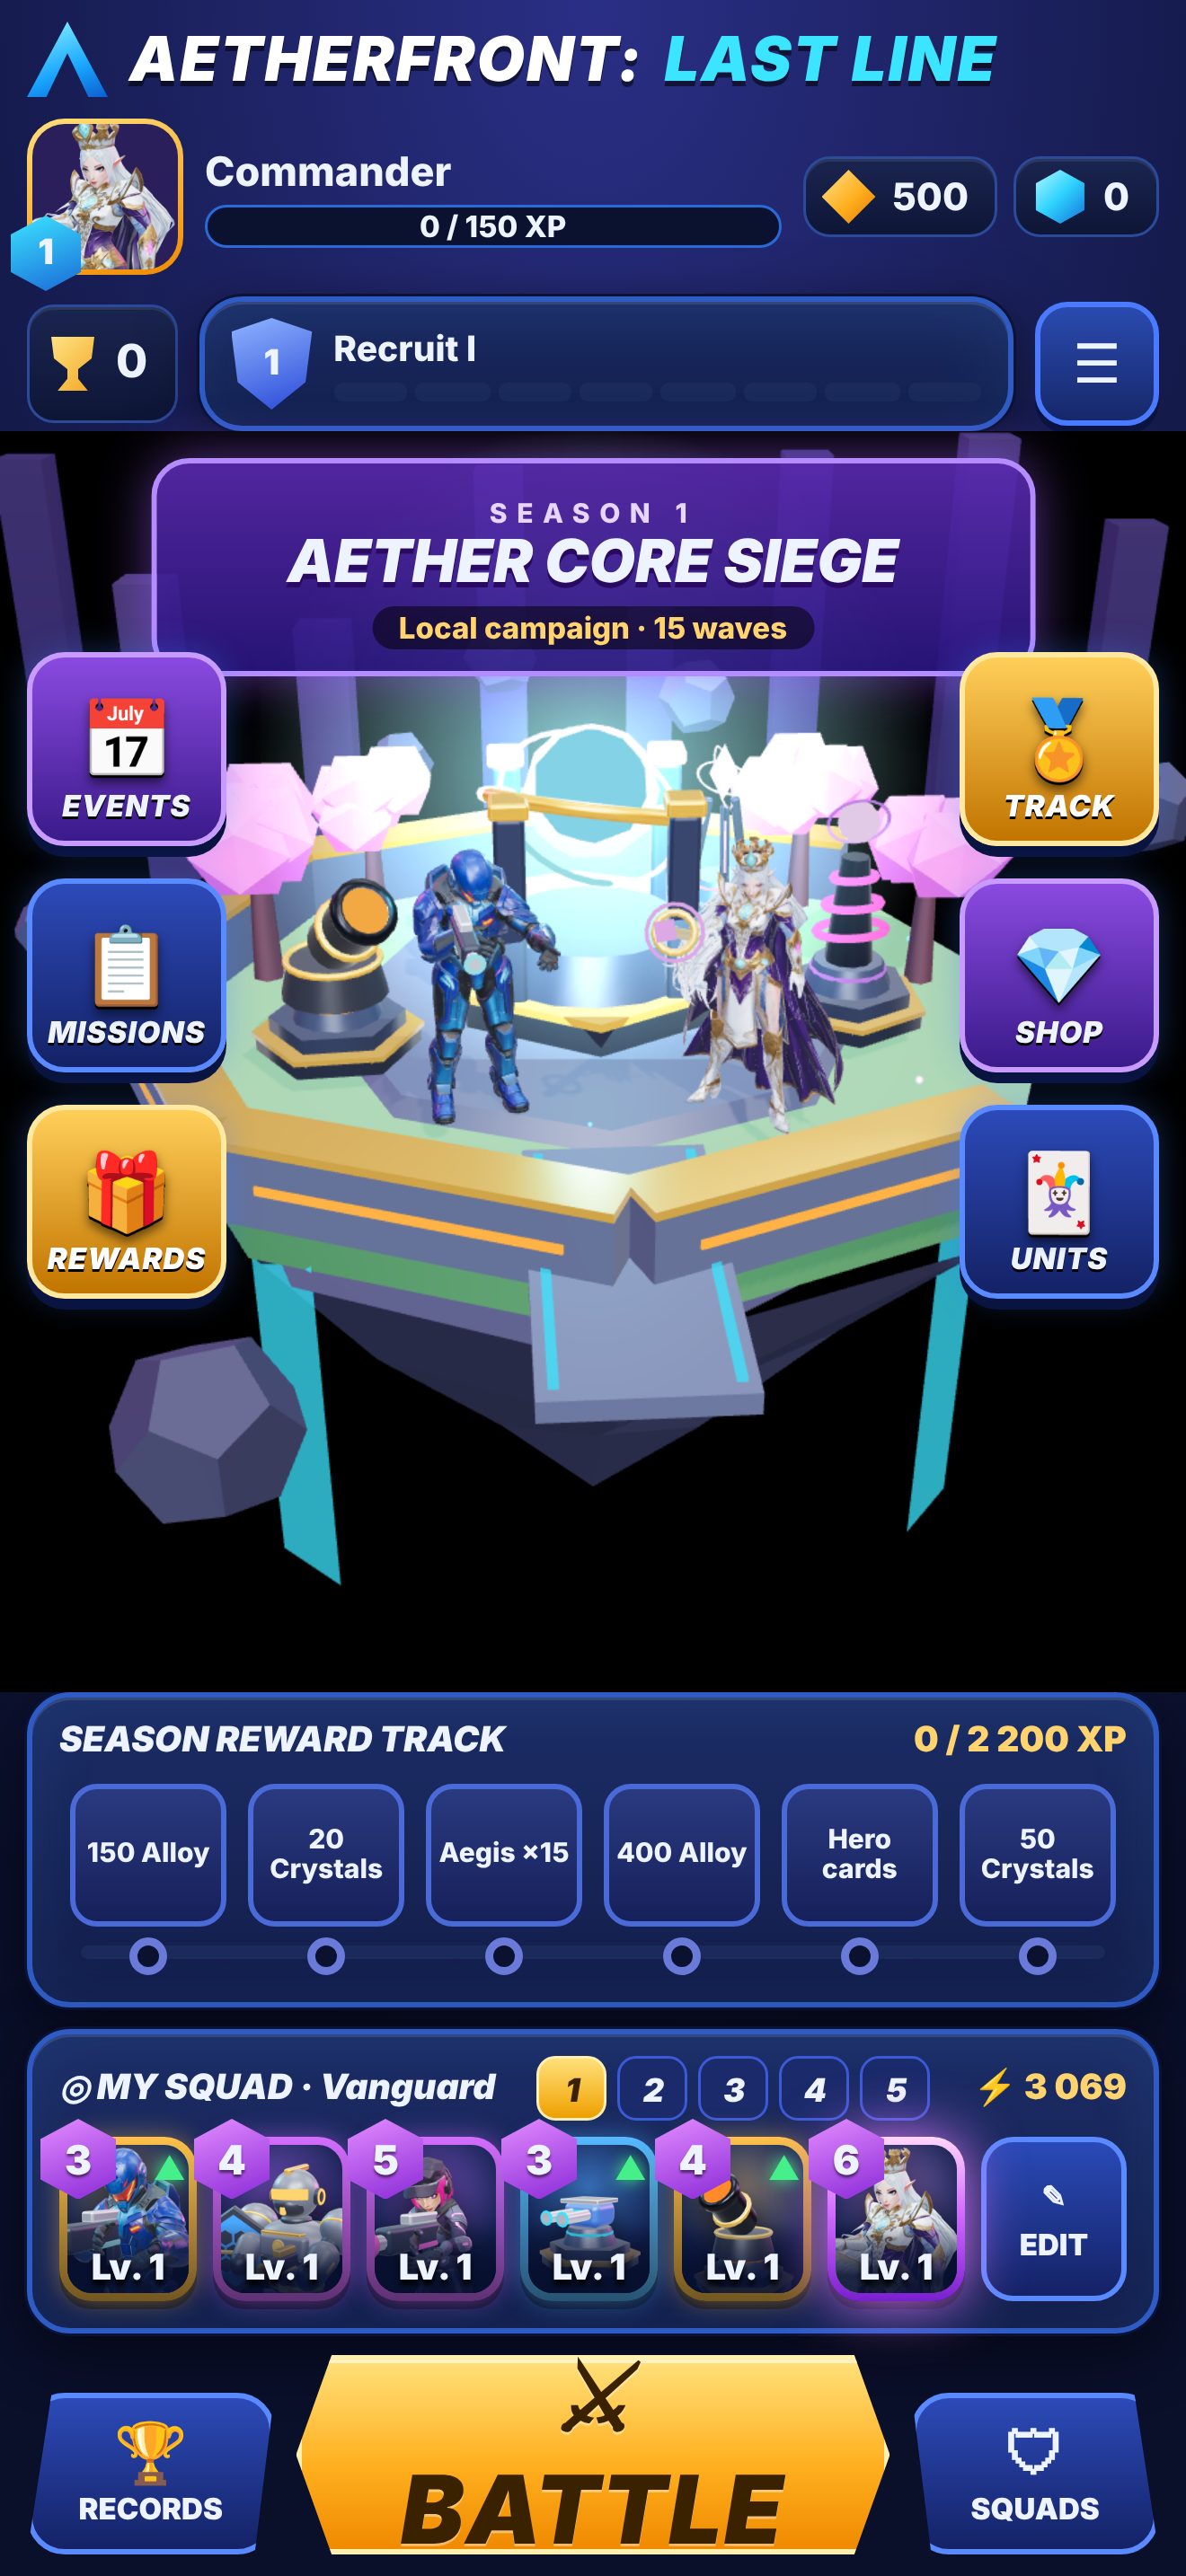 AETHERFRONT: LAST LINE
Commander
0 / 150 XP
500
0
1
0
1
Recruit I
SEASON 1
AETHER CORE SIEGE
Local campaign · 15 waves
July
17
EVENTS
TRACK
MISSIONS
SHOP
REWARDS
UNITS
SEASON REWARD TRACK
0 / 2 200 XP
150 Alloy
20
Crystals
Aegis ×15
400 Alloy
Hero
cards
50
Crystals
MY SQUAD · Vanguard
1
2
3
4
5
3 069
3
4
5
3
4
6
Lv. 1
Lv. 1
Lv. 1
Lv. 1
Lv. 1
Lv. 1
EDIT
RECORDS
BATTLE
SQUADS